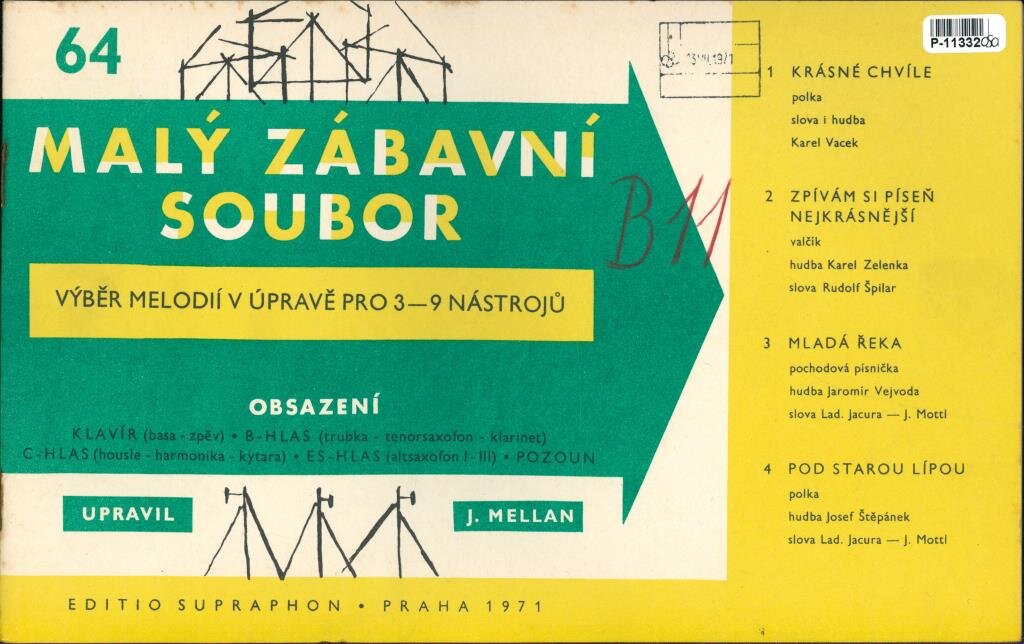 64
MALÝ ZÁBAVNÍ
SOUBOR
VÝBĚR MELODIÍ V ÚPRAVĚ PRO 3—9 NÁSTROJŮ
OBSAZENÍ
KLAVÍR (basa - zpěv) • B-HLAS (trubka - tenorsaxofon - klarinet)
C-HLAS (housle - harmonika - kytara) • ES-HLAS (altsaxofon I - III) • POZOUN
UPRAVIL
J. MELLAN
EDITIO SUPRAPHON • PRAHA 1971
B11
P-11332
1 KRÁSNÉ CHVÍLE
polka
slova i hudba
Karel Vacek
2 ZPÍVÁM SI PÍSEŇ
NEJKRÁSNĚJŠÍ
valčík
hudba Karel Zelenka
slova Rudolf Špilar
3 MLADÁ ŘEKA
pochodová písnička
hudba Jaromír Vejvoda
slova Lad. Jacura — J. Mottl
4 POD STAROU LÍPOU
polka
hudba Josef Štěpánek
slova Lad. Jacura — J. Mottl